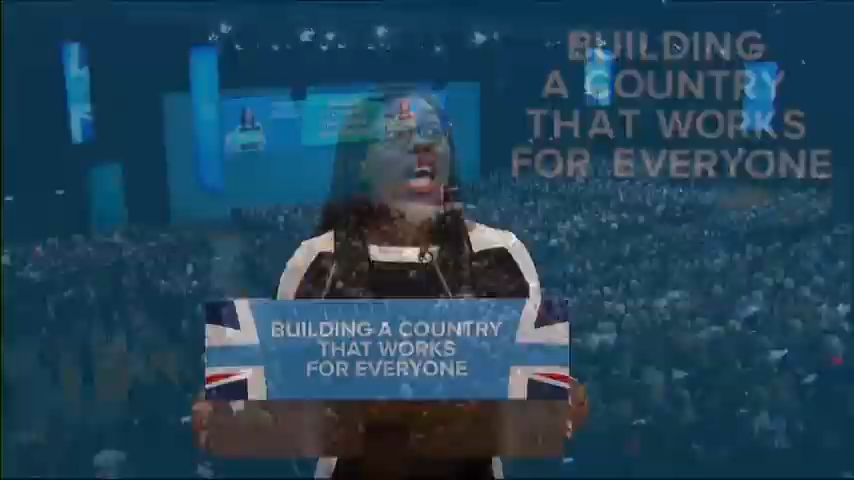 BUILDING
A COUNTRY
THAT WORKS
FOR EVERYONE
BUILDING A COUNTRY
THAT WORKS
FOR EVERYONE